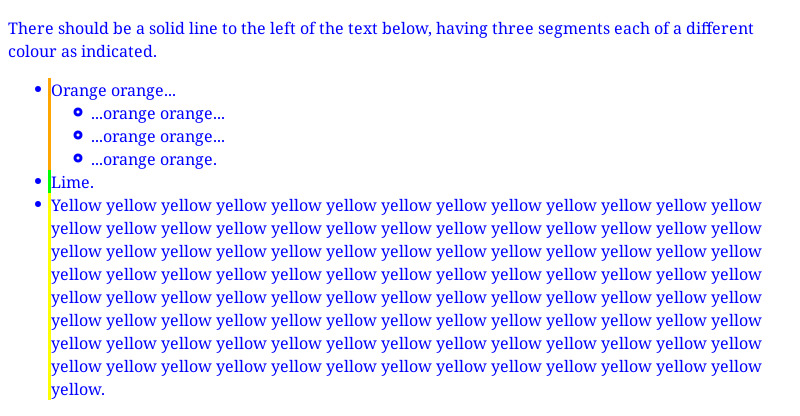 There should be a solid line to the left of the text below, having three segments each of a different
colour as indicated.
Orange orange...
...orange orange...
...orange orange...
...orange orange.
Lime.
Yellow yellow yellow yellow yellow yellow yellow yellow yellow yellow yellow yellow yellow
yellow yellow yellow yellow yellow yellow yellow yellow yellow yellow yellow yellow yellow
yellow yellow yellow yellow yellow yellow yellow yellow yellow yellow yellow yellow yellow
yellow yellow yellow yellow yellow yellow yellow yellow yellow yellow yellow yellow yellow
yellow yellow yellow yellow yellow yellow yellow yellow yellow yellow yellow yellow yellow
yellow yellow yellow yellow yellow yellow yellow yellow yellow yellow yellow yellow yellow
yellow yellow yellow yellow yellow yellow yellow yellow yellow yellow yellow yellow yellow
yellow yellow yellow yellow yellow yellow yellow yellow yellow yellow yellow yellow yellow
yellow.